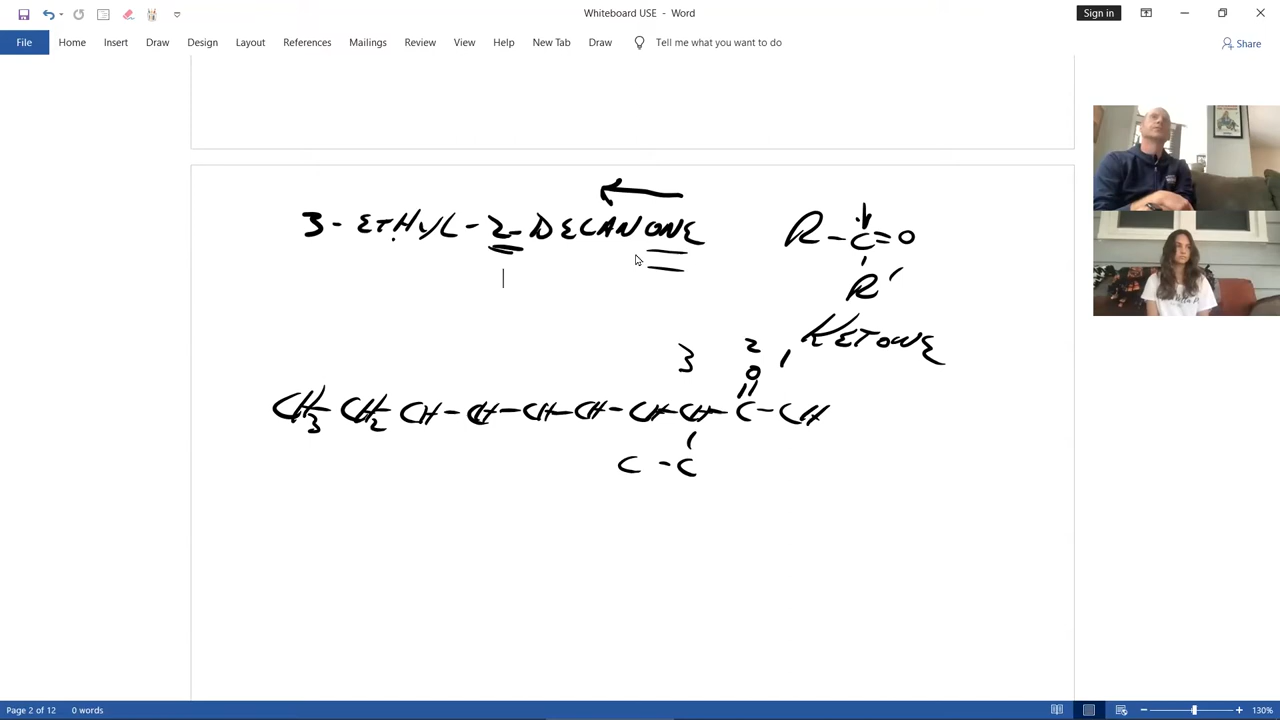 Whiteboard USE - Word
Sign in
File Home Insert Draw Design Layout References Mailings Review View Help New Tab Draw Tell me what you want to do
Share
3 - ETHYL - 2 - DECANONE
R - C = O
R'
KETONE
3 2 1
O
CH3 - CH2 - CH - CH - CH - CH - CH - CH - C - CH
C - C
Page 2 of 12 0 words
130%